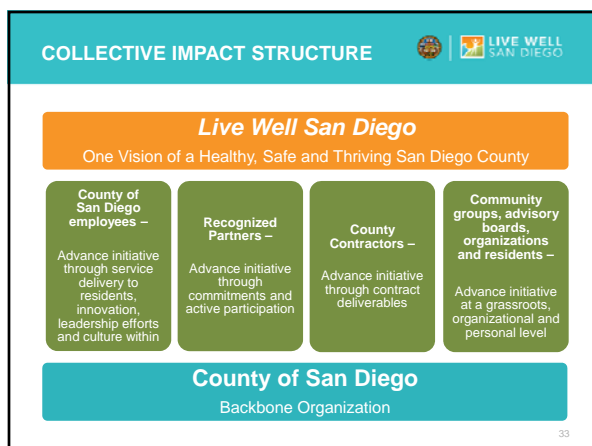 COLLECTIVE IMPACT STRUCTURE
LIVE WELL
SAN DIEGO
Live Well San Diego
One Vision of a Healthy, Safe and Thriving San Diego County
County of
San Diego
employees –
Advance initiative
through service
delivery to
residents,
innovation,
leadership efforts
and culture within
Recognized
Partners –
Advance initiative
through
commitments and
active participation
County
Contractors –
Advance initiative
through contract
deliverables
Community
groups, advisory
boards,
organizations
and residents –
Advance initiative
at a grassroots,
organizational and
personal level
County of San Diego
Backbone Organization
33